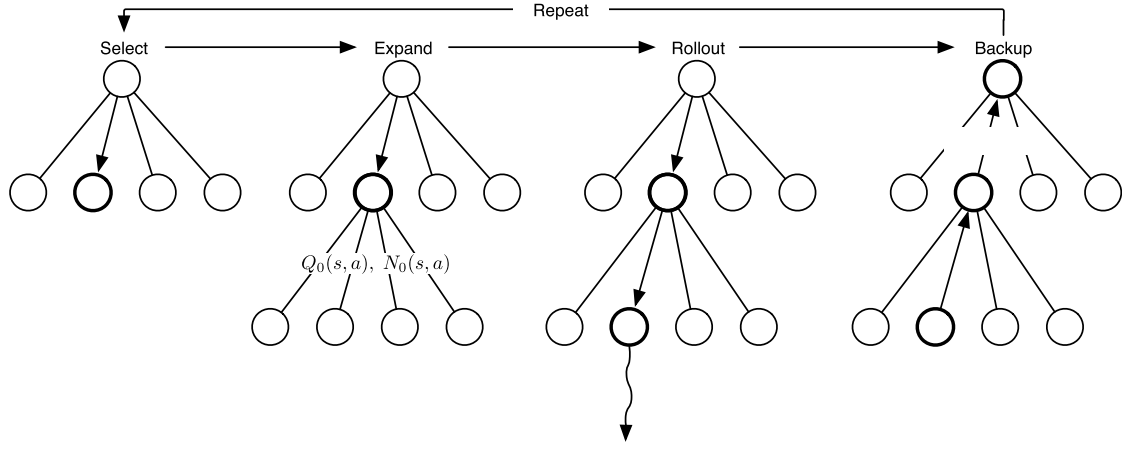 Repeat
Select
Expand
Rollout
Backup
Q₀(s, a), N₀(s, a)